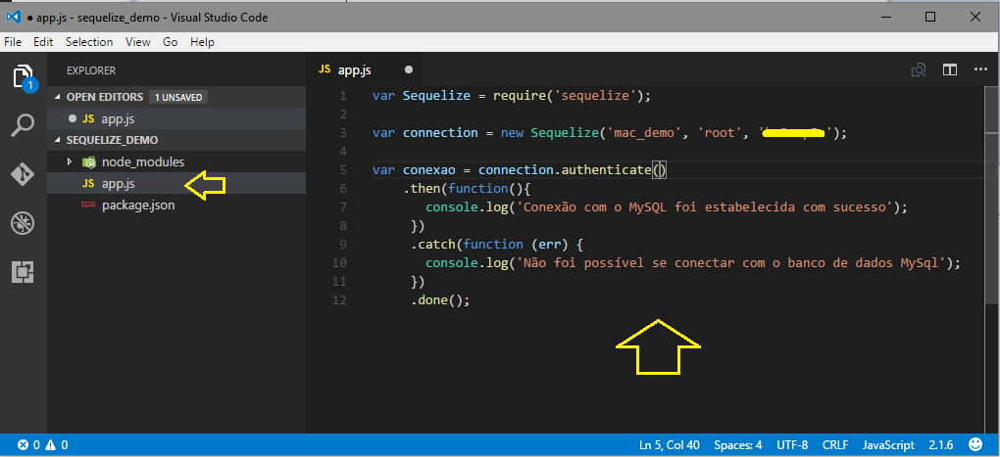 ● app.js - sequelize_demo - Visual Studio Code
File Edit Selection View Go Help
EXPLORER
OPEN EDITORS 1 UNSAVED
JS app.js
SEQUELIZE_DEMO
node_modules
JS app.js
package.json
1
JS app.js ●
1 var Sequelize = require('sequelize');
2
3 var connection = new Sequelize('mac_demo', 'root', ' ');
4
5 var conexao = connection.authenticate()
6 .then(function(){
7 console.log('Conexão com o MySQL foi estabelecida com sucesso');
8 })
9 .catch(function (err) {
10 console.log('Não foi possível se conectar com o banco de dados MySql');
11 })
12 .done();
0 0 Ln 5, Col 40 Spaces: 4 UTF-8 CRLF JavaScript 2.1.6